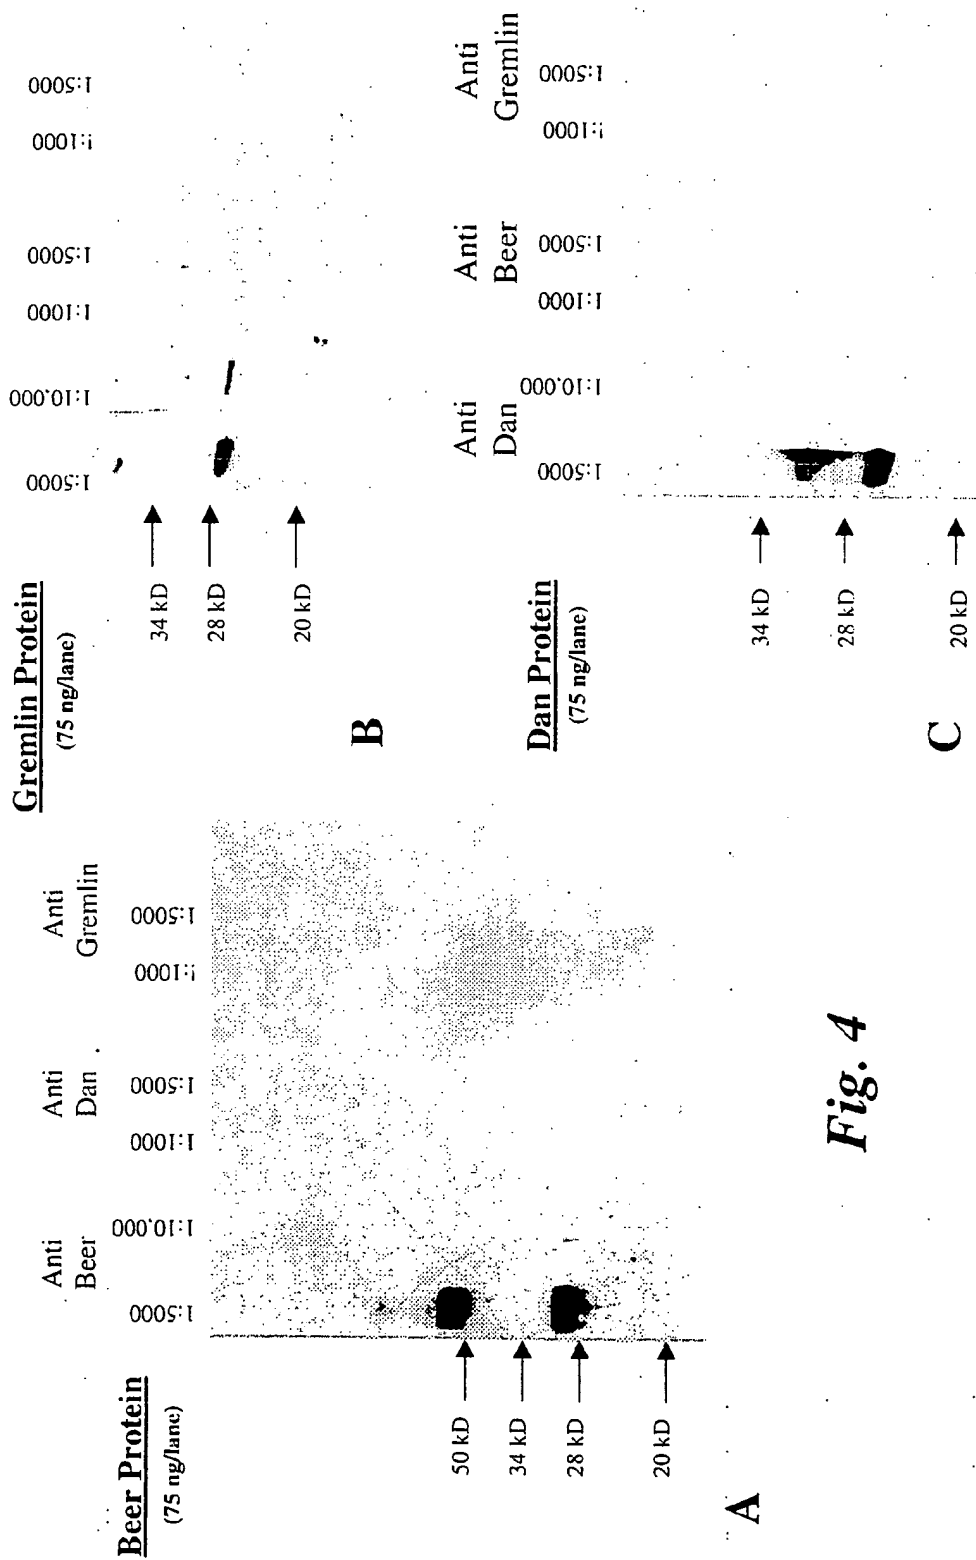 Beer Protein
(75 ng/lane)
Anti
Beer
Anti
Dan
Anti
Gremlin
1:5000
1:10,000
1:1000
1:5000
!:1000
1:5000
50 kD
34 kD
28 kD
20 kD
A
Gremlin Protein
(75 ng/lane)
1:5000
1:10,000
1:1000
1:5000
!:1000
1:5000
34 kD
28 kD
20 kD
B
Dan Protein
(75 ng/lane)
Anti
Dan
Anti
Beer
Anti
Gremlin
1:5000
1:10,000
1:1000
1:5000
!:1000
1:5000
34 kD
28 kD
20 kD
C
Fig. 4